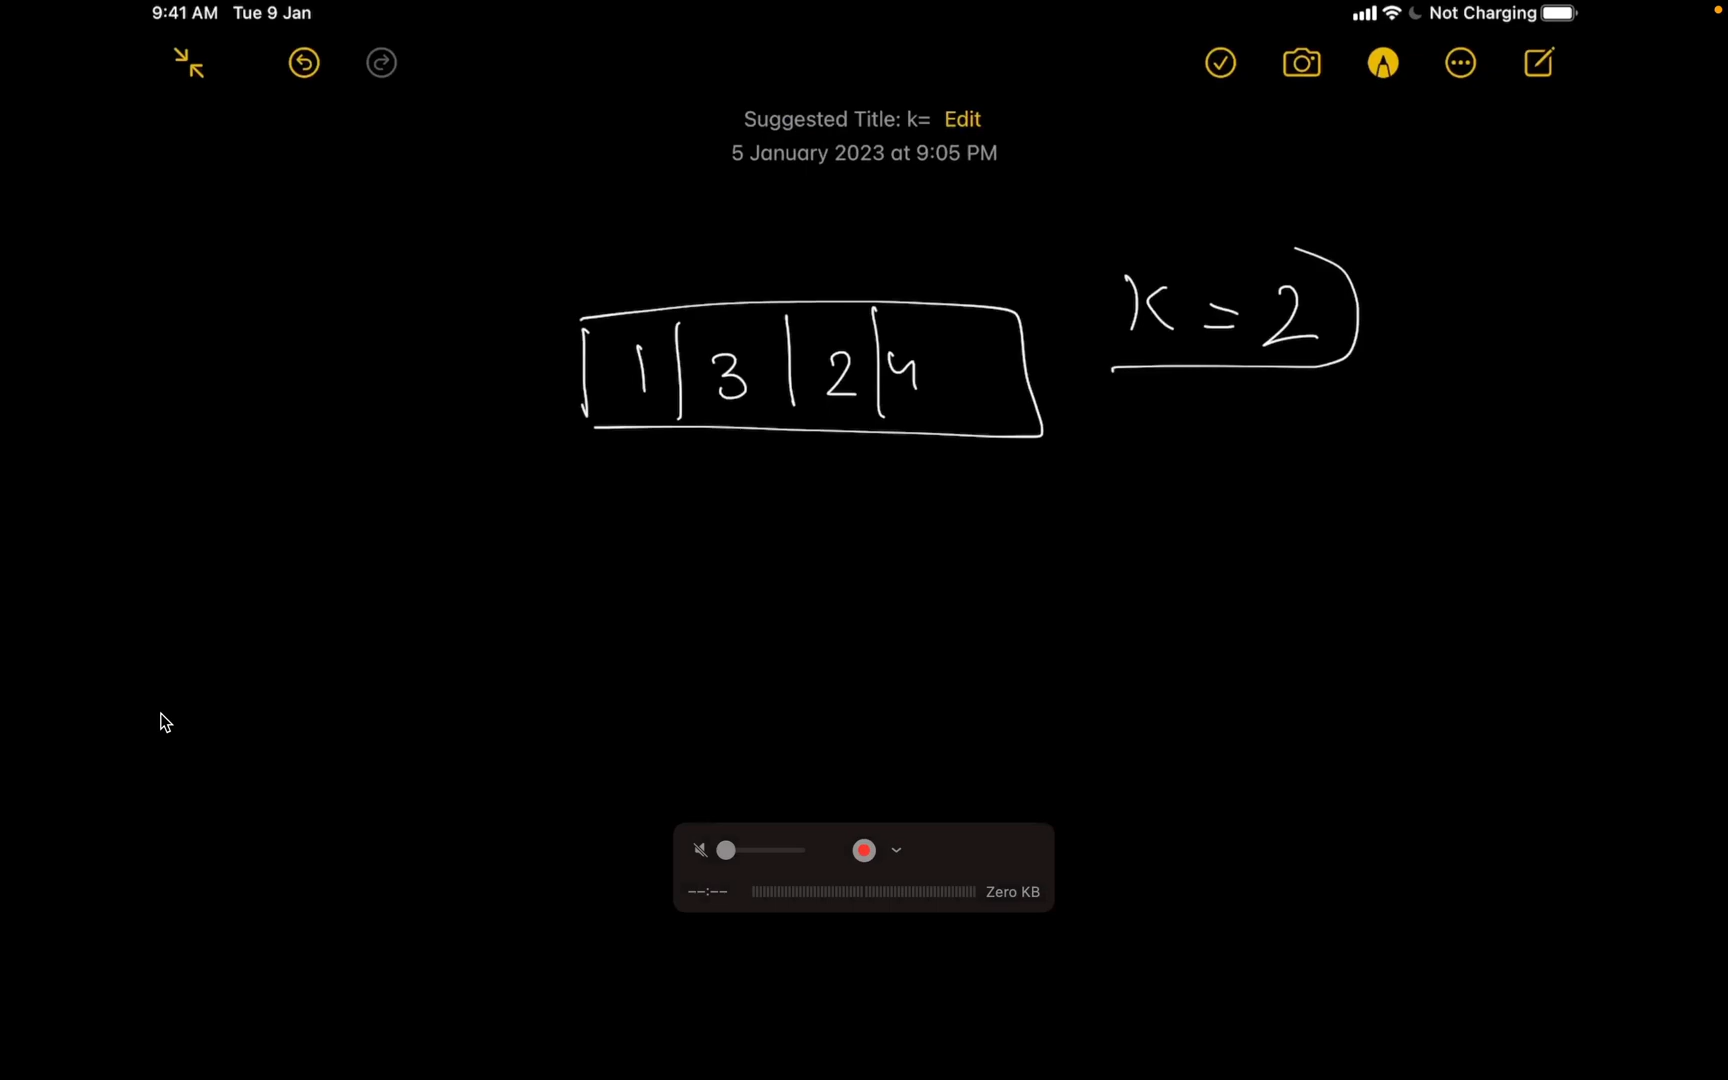 9:41 AM Tue 9 Jan Not Charging
Suggested Title: k= Edit
5 January 2023 at 9:05 PM
K = 2
1 3 2 4
--:-- Zero KB